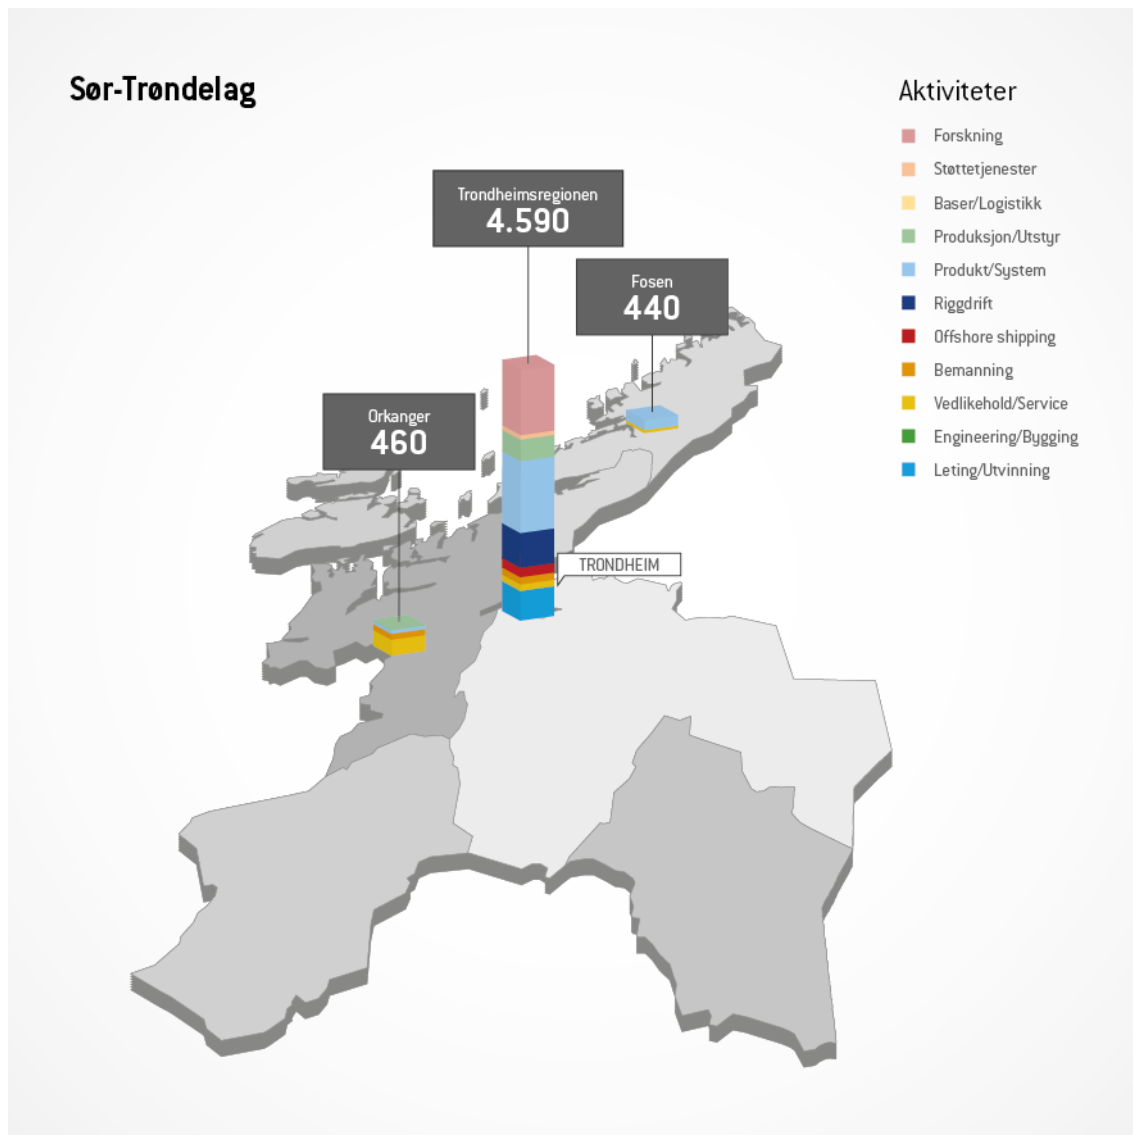 Sør-Trøndelag
Aktiviteter
Forskning
Støttetjenester
Baser/Logistikk
Produksjon/Utstyr
Produkt/System
Riggdrift
Offshore shipping
Bemanning
Vedlikehold/Service
Engineering/Bygging
Leting/Utvinning
Trondheimsregionen
4.590
Fosen
440
Orkanger
460
TRONDHEIM